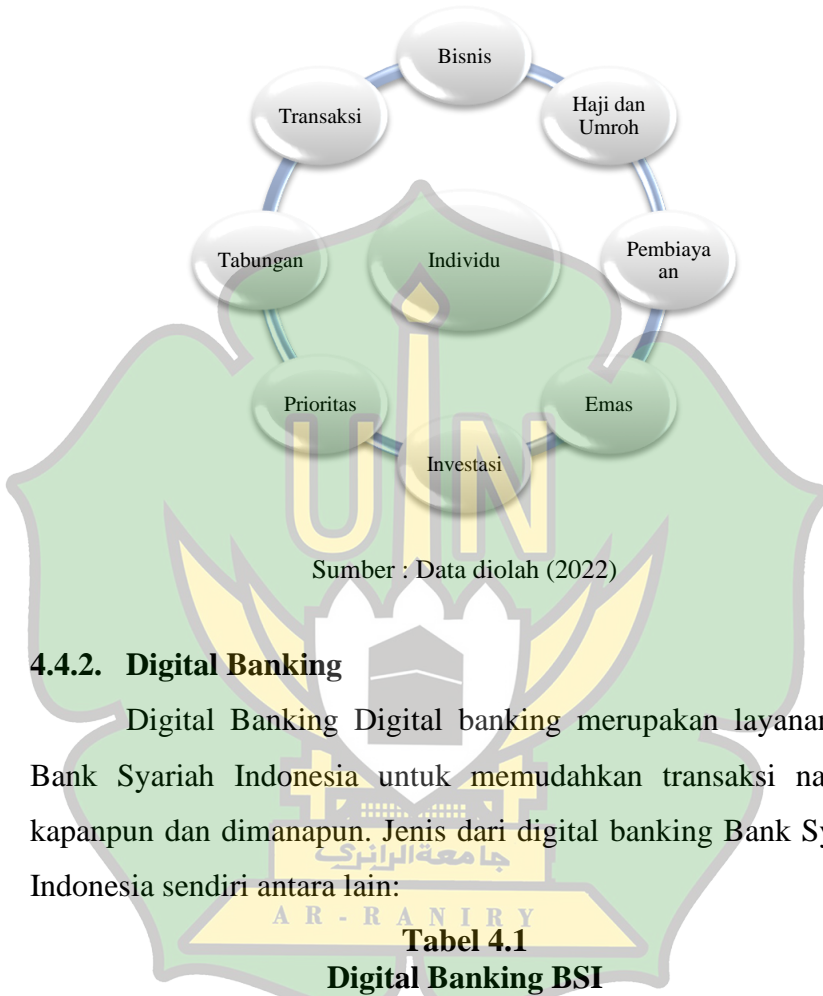 Bisnis
Haji dan
Umroh
Pembiaya
an
Emas
Investasi
Prioritas
Tabungan
Transaksi
Individu
UIN
Sumber : Data diolah (2022)
4.4.2. Digital Banking
Digital Banking Digital banking merupakan layanan
Bank Syariah Indonesia untuk memudahkan transaksi na
kapanpun dan dimanapun. Jenis dari digital banking Bank Sy
جامعةالرانري
Indonesia sendiri antara lain:
AR-RANIRY
Tabel 4.1
Digital Banking BSI